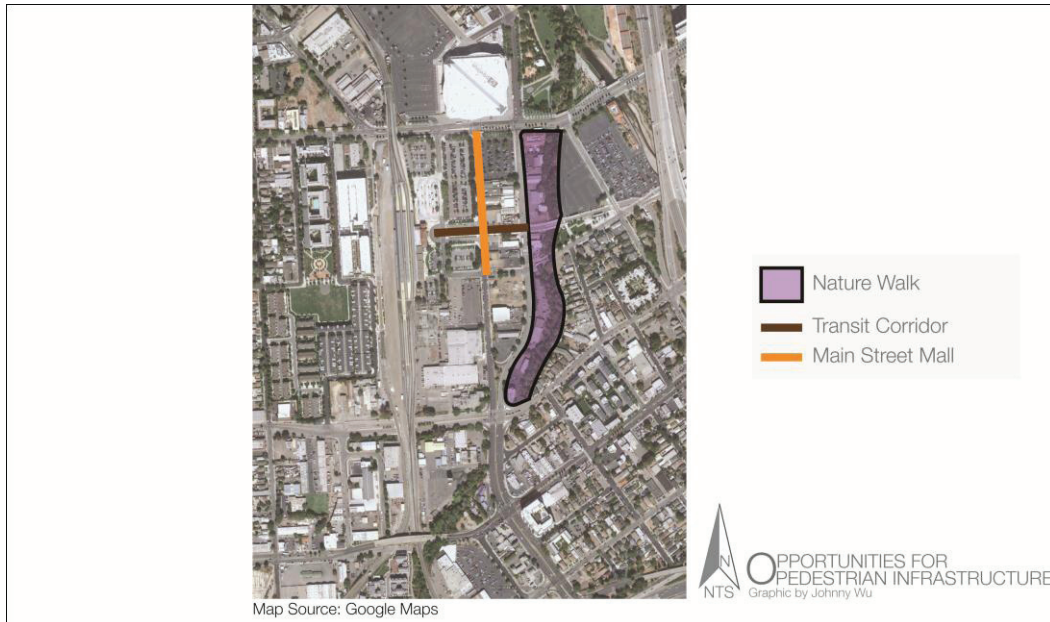 Nature Walk
Transit Corridor
Main Street Mall
N
NTS
OPPORTUNITIES FOR
PEDESTRIAN INFRASTRUCTURE
Graphic by Johnny Wu
Map Source: Google Maps